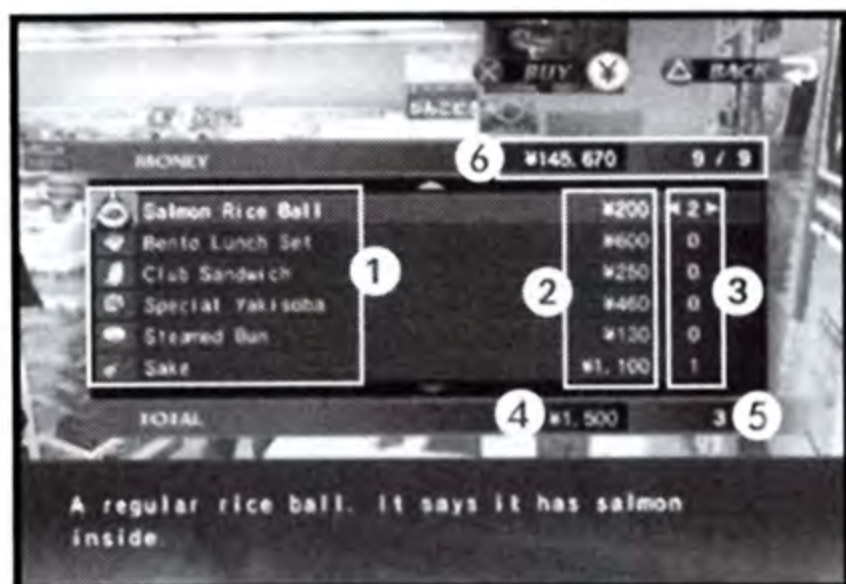 BUY ¥ BACK
MONEY 6 ¥145,670 9 / 9
Salmon Rice Ball ¥200 2
Bento Lunch Set ¥600 0
Club Sandwich 1 ¥250 2 0 3
Special Yakisoba ¥460 0
Steamed Bun ¥130 0
Sake ¥1,100 1
TOTAL 4 ¥1,500 3 5
A regular rice ball. It says it has salmon
inside.